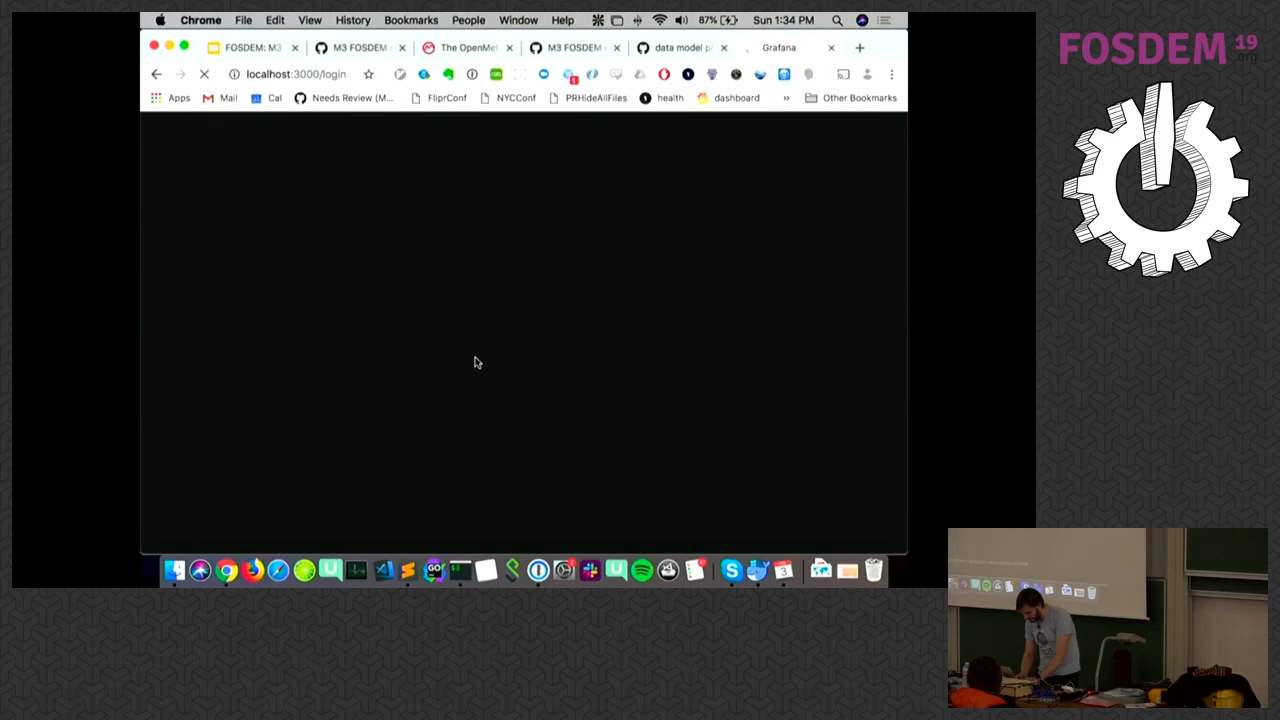 Chrome File Edit View History Bookmarks People Window Help 87% Sun 1:34 PM
FOSDEM: M3 M3 FOSDEM The OpenMet M3 FOSDEM data model p Grafana
localhost:3000/login
Apps Mail Cal Needs Review (M... FliprConf NYCConf PRHideAllFiles health dashboard » Other Bookmarks
FOSDEM 19
.org